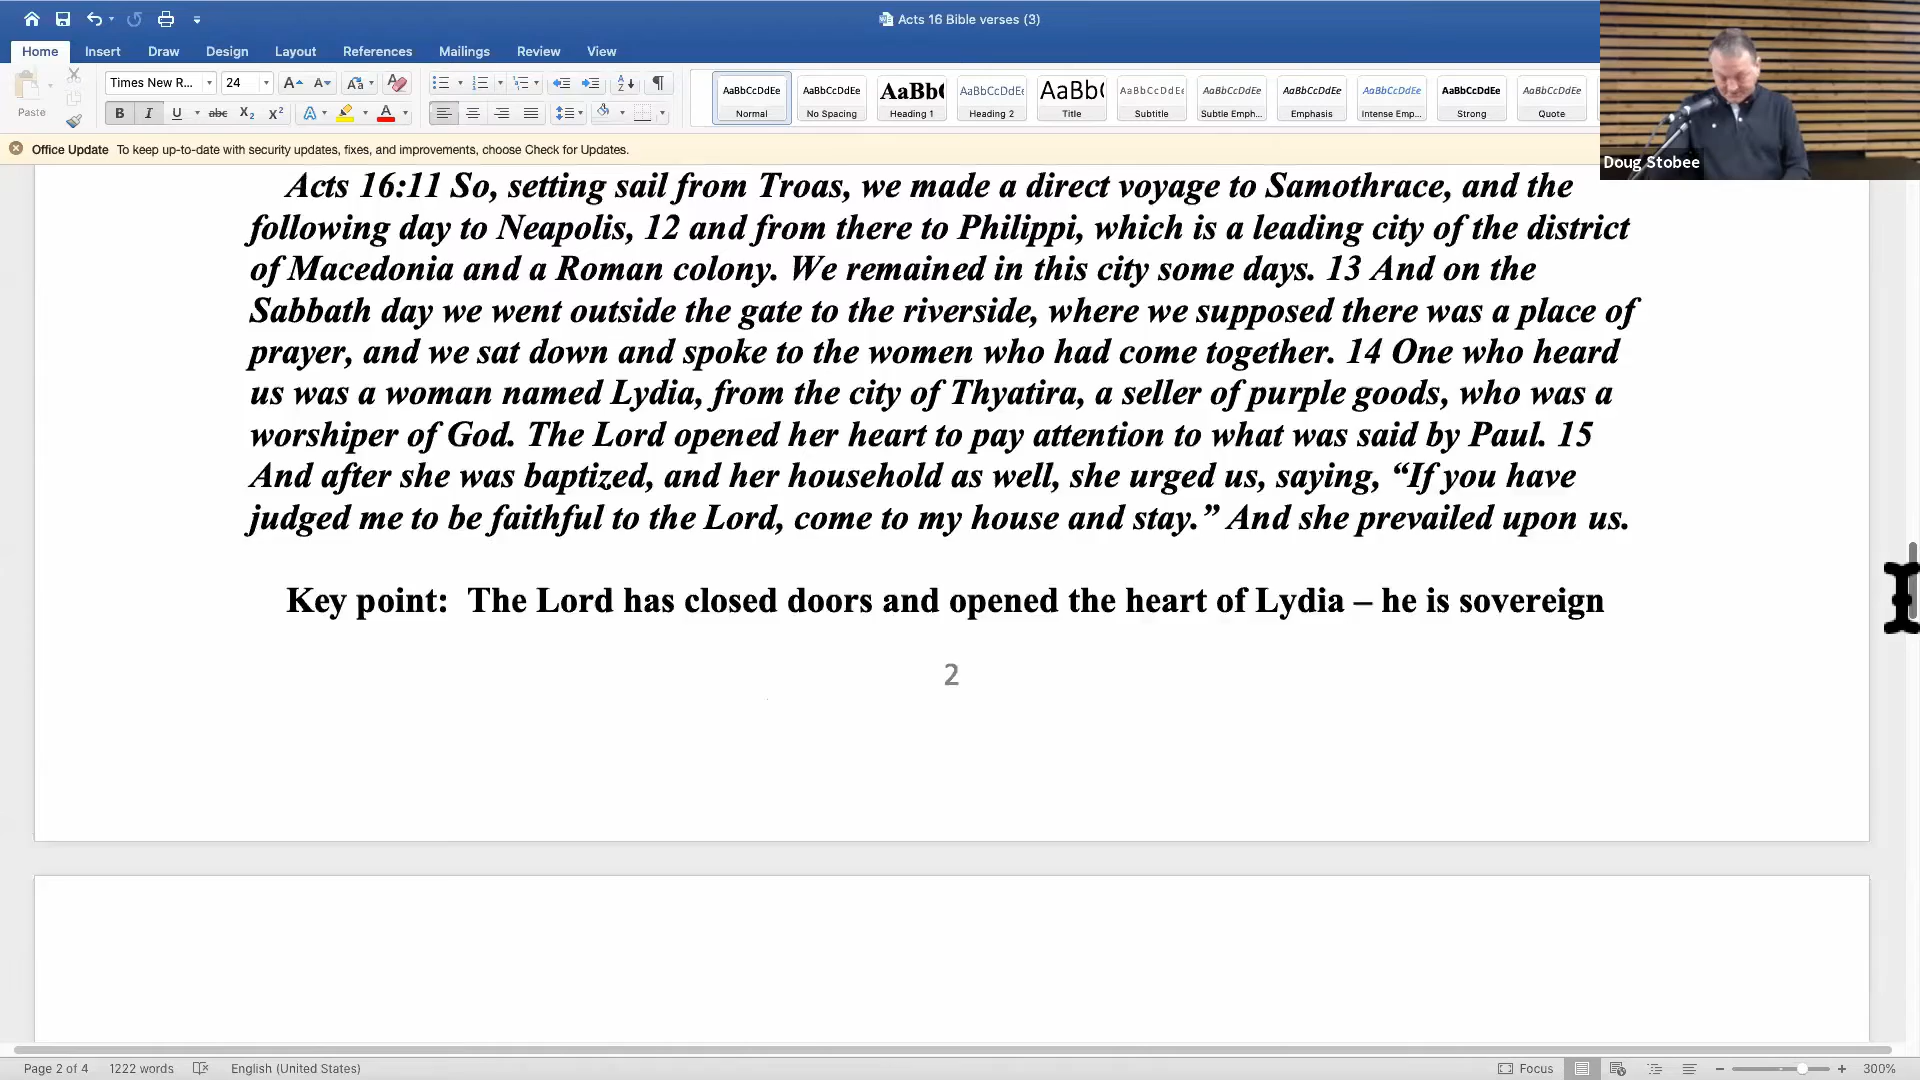 Acts 16 Bible verses (3)
Home Insert Draw Design Layout References Mailings Review View
Paste
Times New R... 24
AaBbCcDdEe AaBbCcDdEe AaBb( AaBbCcDdE AaBb( AaBbCcDdE AaBbCcDdEe AaBbCcDdEe AaBbCcDdEe AaBbCcDdEe AaBbCcDdEe
Normal No Spacing Heading 1 Heading 2 Title Subtitle Subtle Emph... Emphasis Intense Emp... Strong Quote
Office Update To keep up-to-date with security updates, fixes, and improvements, choose Check for Updates.
Doug Stobee
Acts 16:11 So, setting sail from Troas, we made a direct voyage to Samothrace, and the
following day to Neapolis, 12 and from there to Philippi, which is a leading city of the district
of Macedonia and a Roman colony. We remained in this city some days. 13 And on the
Sabbath day we went outside the gate to the riverside, where we supposed there was a place of
prayer, and we sat down and spoke to the women who had come together. 14 One who heard
us was a woman named Lydia, from the city of Thyatira, a seller of purple goods, who was a
worshiper of God. The Lord opened her heart to pay attention to what was said by Paul. 15
And after she was baptized, and her household as well, she urged us, saying, “If you have
judged me to be faithful to the Lord, come to my house and stay.” And she prevailed upon us.
Key point: The Lord has closed doors and opened the heart of Lydia – he is sovereign
2
Page 2 of 4 1222 words English (United States) Focus 300%